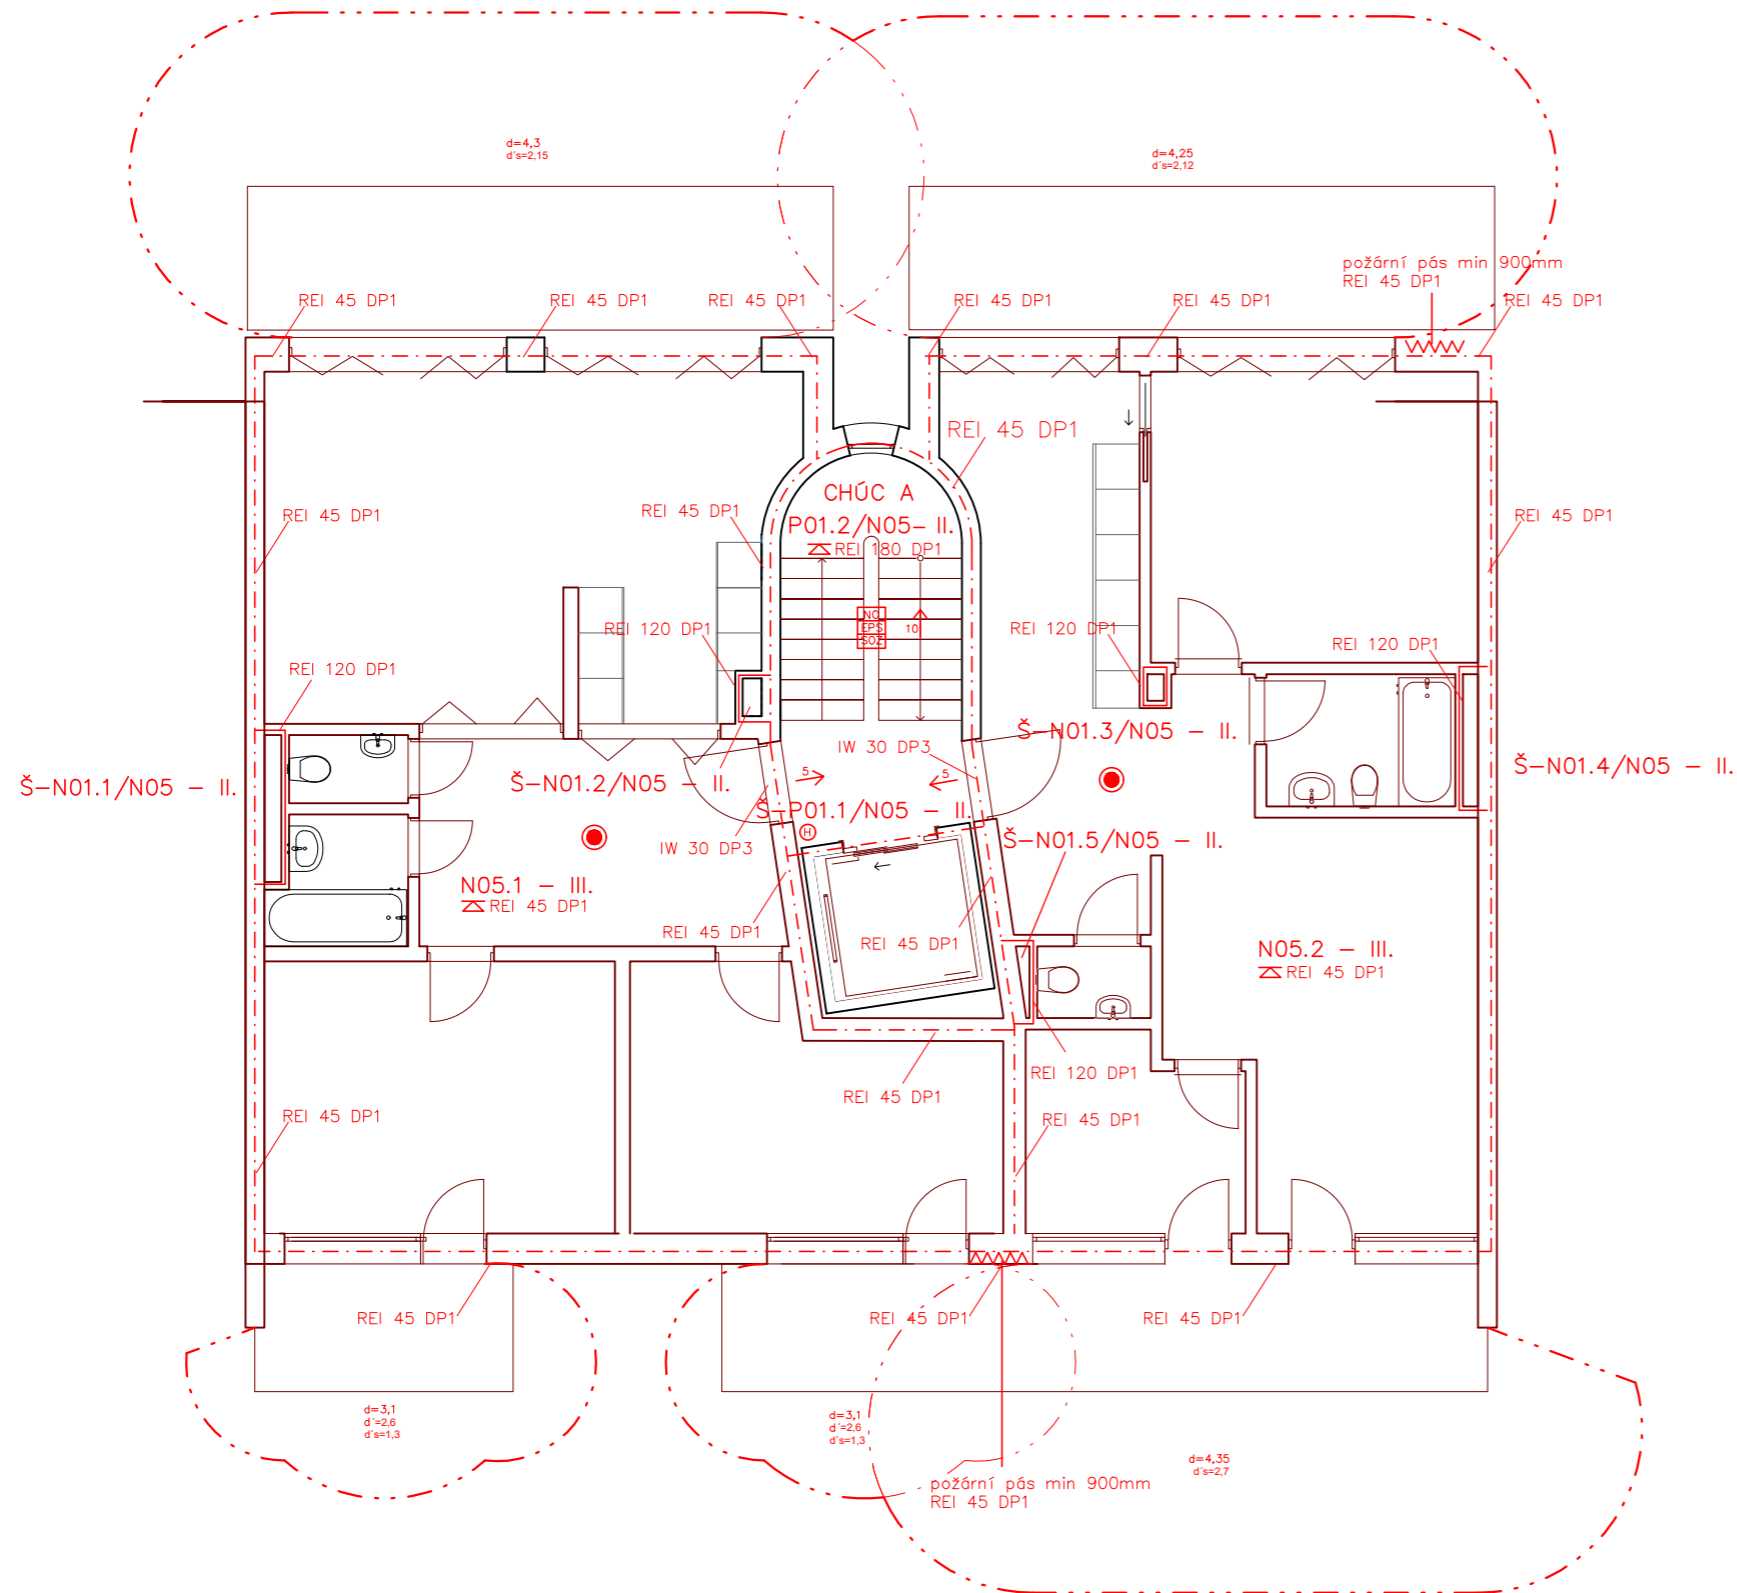 d=4,3
d´s=2,15
d=4,25
d´s=2,12
požární pás min 900mm
REI 45 DP1
REI 45 DP1
REI 45 DP1
REI 45 DP1
REI 45 DP1
REI 45 DP1
REI 45 DP1
REI 45 DP1
CHÚC A
P01.2/N05- II.
REI 180 DP1
REI 45 DP1
REI 45 DP1
REI 45 DP1
NO
EPS
SOZ
10
REI 120 DP1
REI 120 DP1
REI 120 DP1
REI 120 DP1
Š-N01.3/N05 - II.
IW 30 DP3
Š-N01.1/N05 - II.
Š-N01.2/N05 - II.
5
5
Š-N01.4/N05 - II.
Š-P01.1/N05 - II.
H
IW 30 DP3
Š-N01.5/N05 - II.
N05.1 - III.
REI 45 DP1
REI 45 DP1
REI 45 DP1
N05.2 - III.
REI 45 DP1
REI 120 DP1
REI 45 DP1
REI 45 DP1
REI 45 DP1
REI 45 DP1
REI 45 DP1
REI 45 DP1
d=3,1
d´=2,6
d´s=1,3
d=3,1
d´=2,6
d´s=1,3
d=4,35
d´s=2,7
požární pás min 900mm
REI 45 DP1